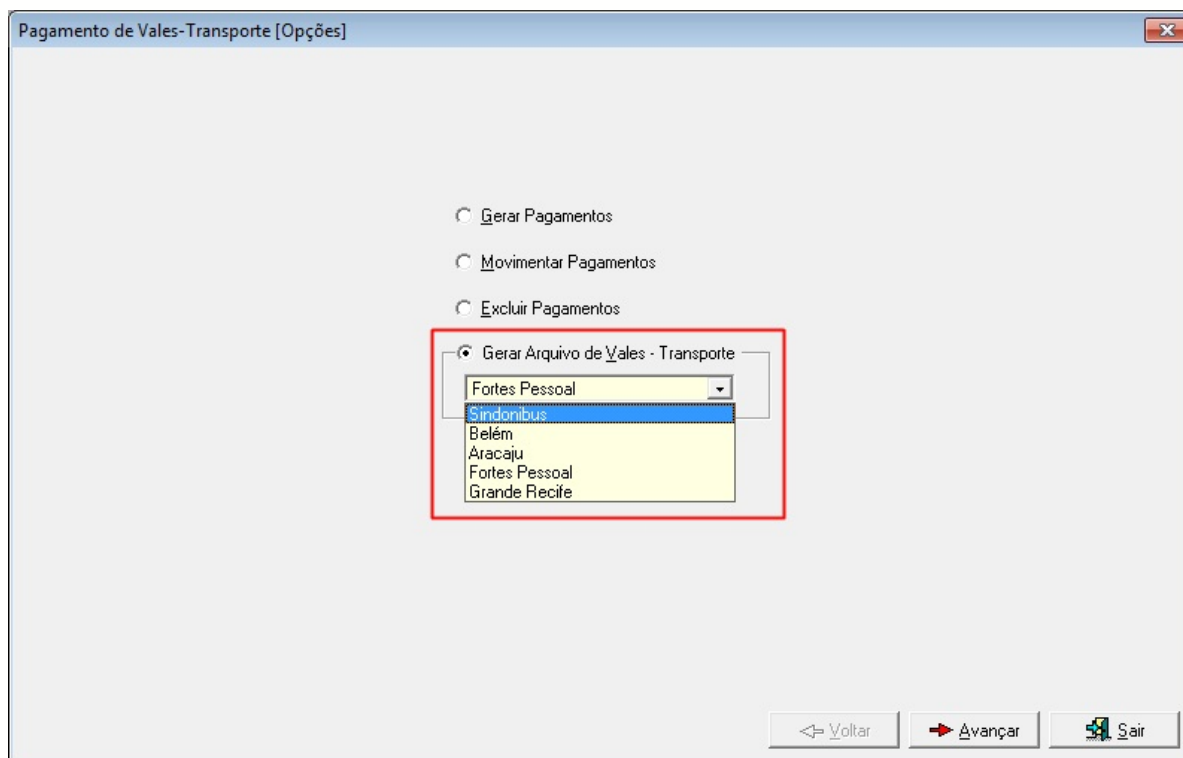 Pagamento de Vales-Transporte [Opções]
Gerar Pagamentos
Movimentar Pagamentos
Excluir Pagamentos
Gerar Arquivo de Vales - Transporte
Fortes Pessoal
Sindonibus
Belém
Aracaju
Fortes Pessoal
Grande Recife
Voltar
Avançar
Sair